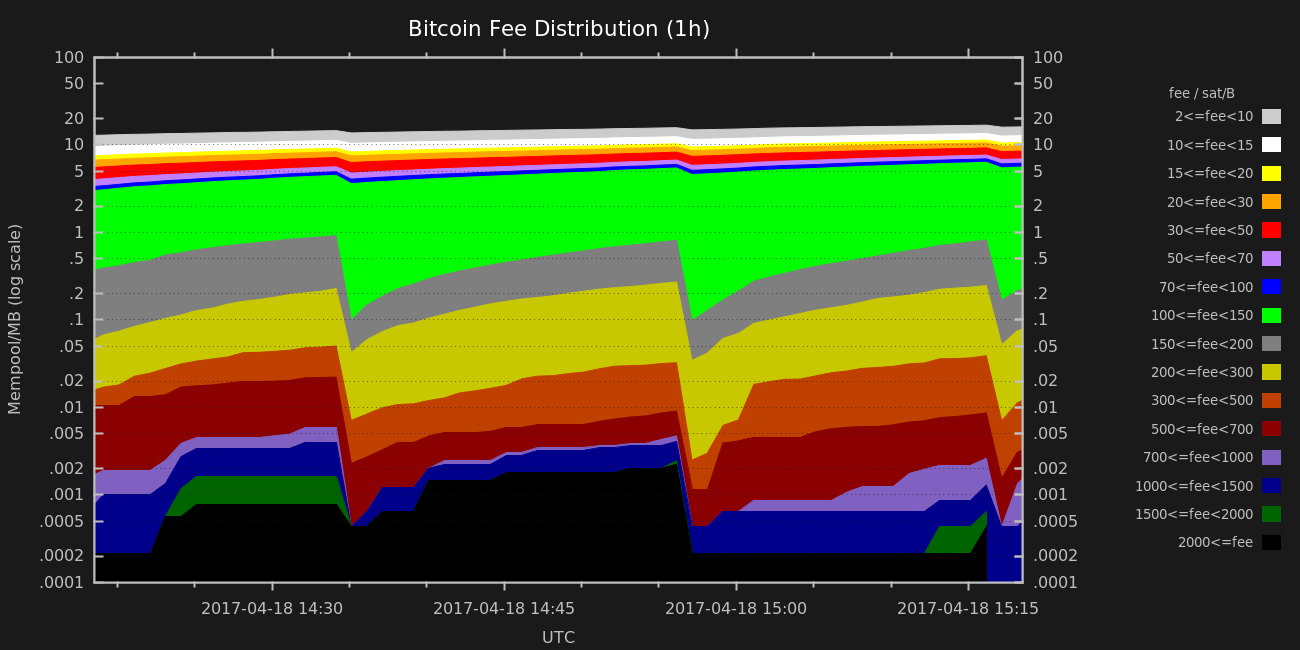 Bitcoin Fee Distribution (1h)
Mempool/MB (log scale)
100
50
20
10
5
2
1
.5
.2
.1
.05
.02
.01
.005
.002
.001
.0005
.0002
.0001
100
50
20
10
5
2
1
.5
.2
.1
.05
.02
.01
.005
.002
.001
.0005
.0002
.0001
2017-04-18 14:30
2017-04-18 14:45
2017-04-18 15:00
2017-04-18 15:15
UTC
fee / sat/B
2<=fee<10
10<=fee<15
15<=fee<20
20<=fee<30
30<=fee<50
50<=fee<70
70<=fee<100
100<=fee<150
150<=fee<200
200<=fee<300
300<=fee<500
500<=fee<700
700<=fee<1000
1000<=fee<1500
1500<=fee<2000
2000<=fee